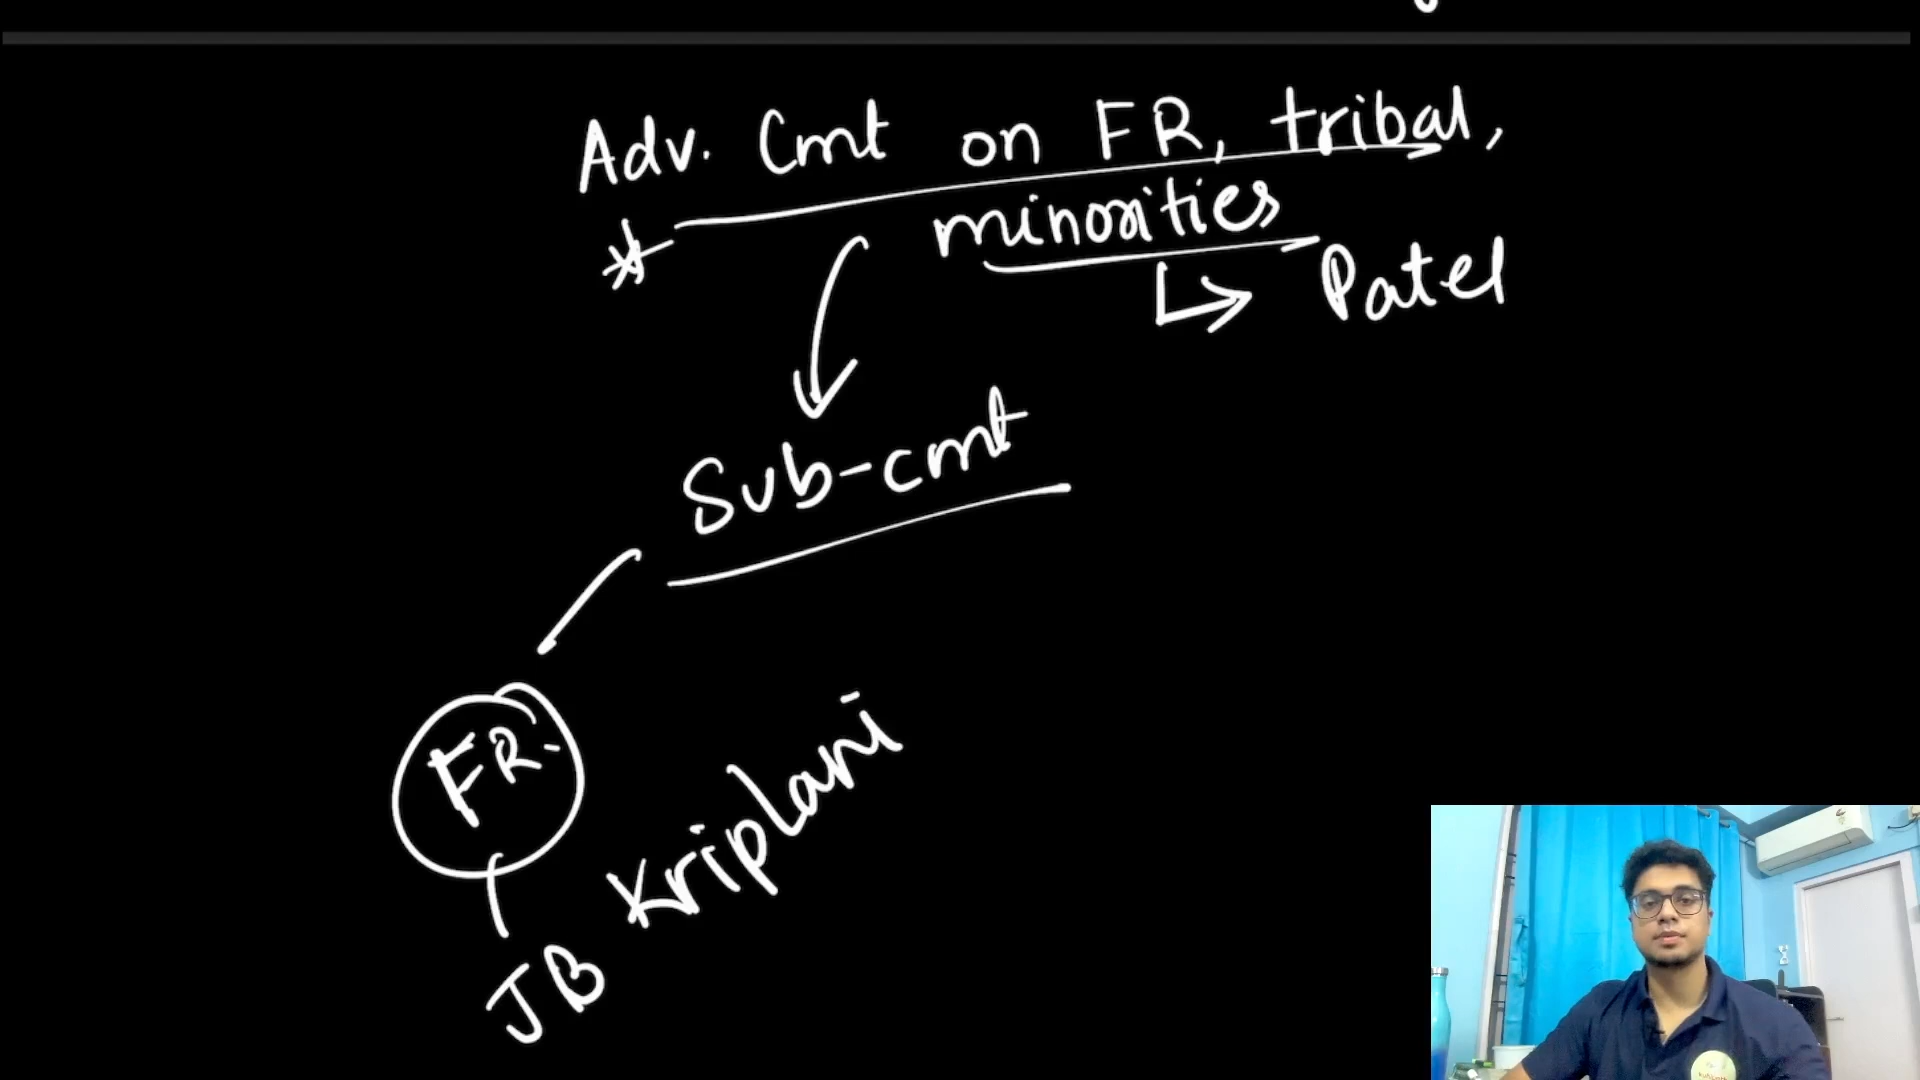 Adv. Cmt on FR, tribal,
minorities
Patel
Sub-cmt
FR.
JB Kriplani